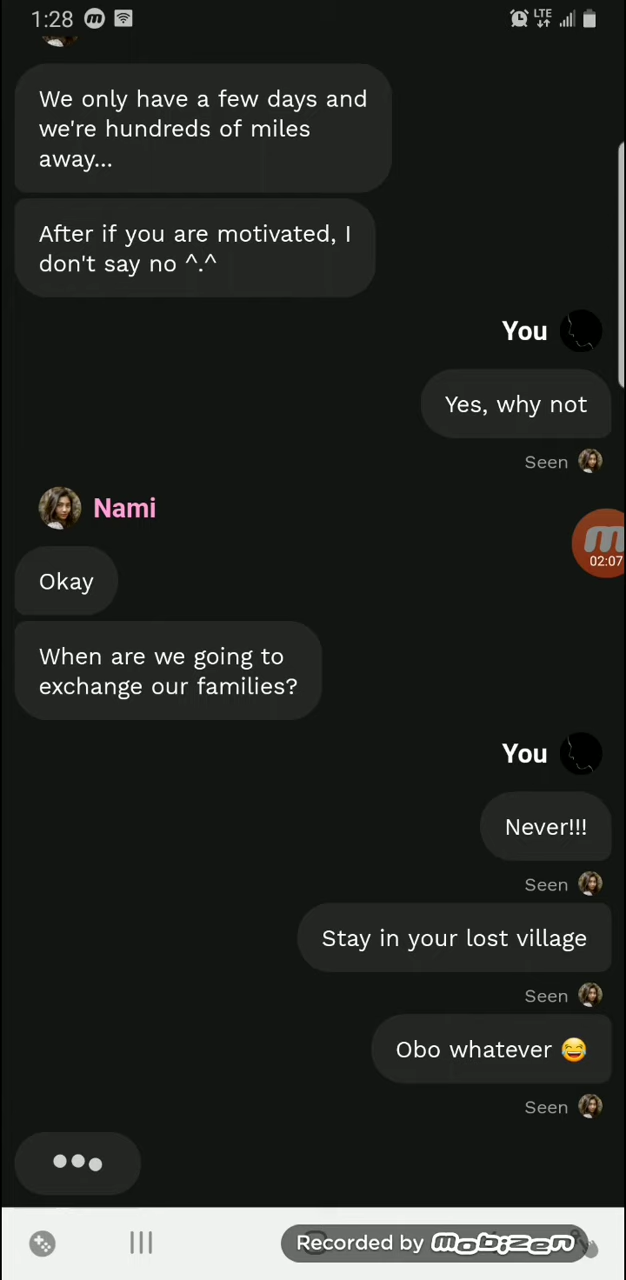 1:28
LTE
We only have a few days and
we're hundreds of miles
away...
After if you are motivated, I
don't say no ^.^
You
Yes, why not
Seen
Nami
02:07
Okay
When are we going to
exchange our families?
You
Never!!!
Seen
Stay in your lost village
Seen
Obo whatever 😂
Seen
Recorded by mobizen